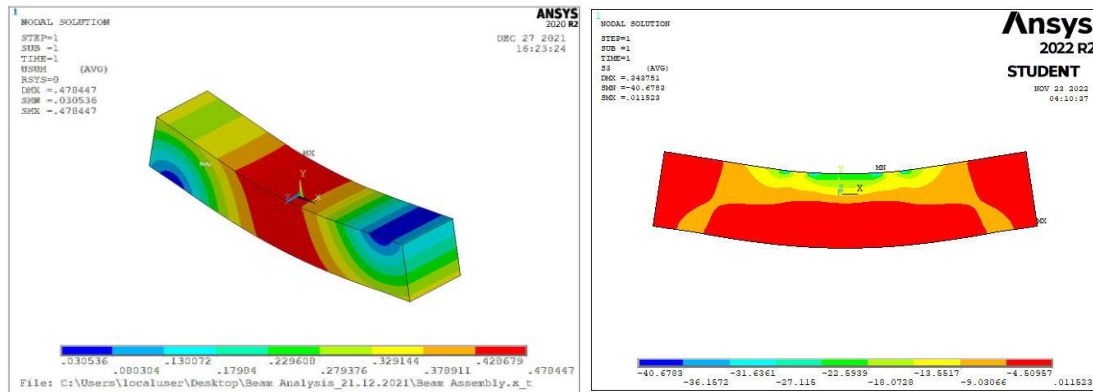 1
NODAL SOLUTION
STEP=1
SUB =1
TIME=1
USUM (AVG)
RSYS=0
DMX =.478447
SMN =.030536
SMX =.478447
ANSYS
2020 R2
DEC 27 2021
16:23:24
MX
Y
Z X
.030536 .130072 .229608 .329144 .428679
.080304 .17984 .279376 .378911 .478447
File: C:\Users\localuser\Desktop\Beam Analysis_21.12.2021\Beam Assembly.x_t
1
NODAL SOLUTION
STEP=1
SUB =1
TIME=1
S3 (AVG)
DMX =.343751
SMN =-40.6783
SMX =.011523
Ansys
2022 R2
STUDENT
NOV 23 2022
04:10:37
Y MN
Z X
MX
-40.6783 -31.6361 -22.5939 -13.5517 -4.50957
-36.1572 -27.115 -18.0728 -9.03066 .011523